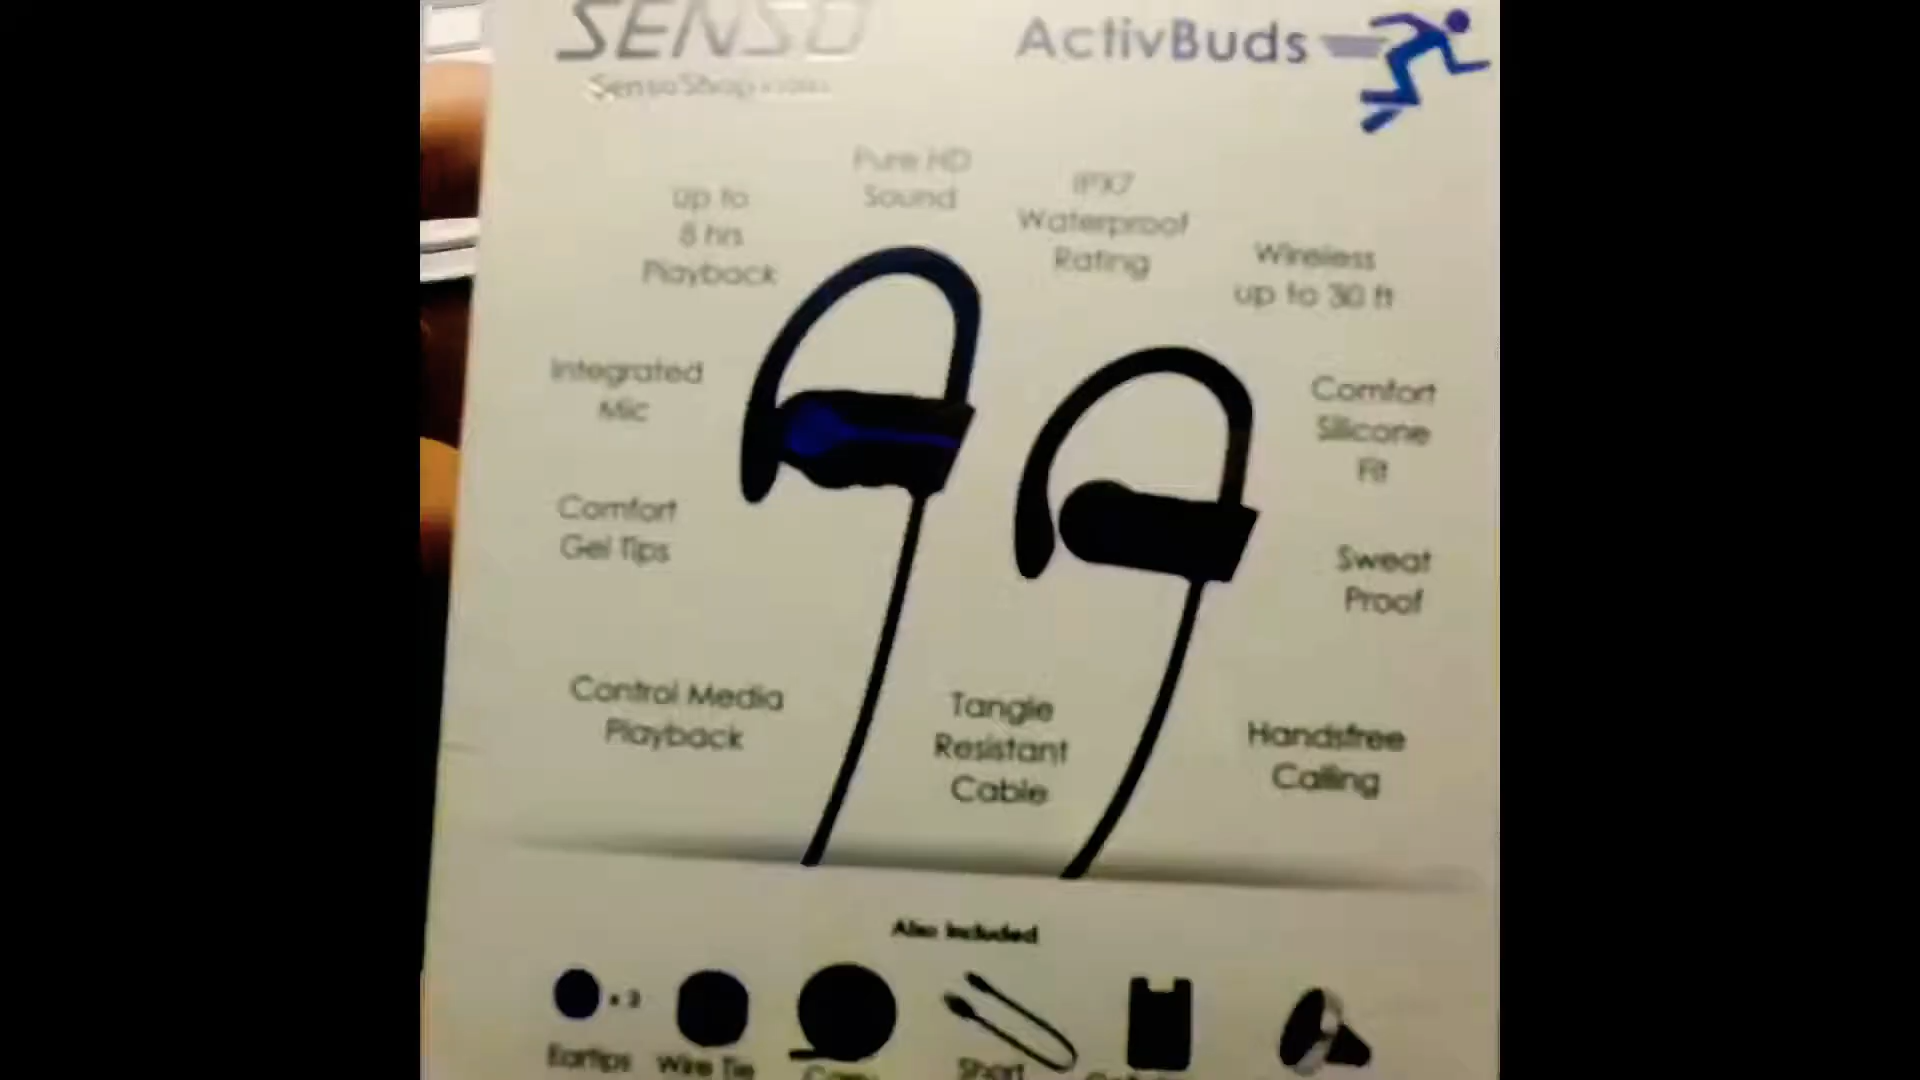 SENSO
ActivBuds
SensoShop.com
Pure HD
Sound
up to
8 hrs
Playback
IPX7
Waterproof
Rating
Wireless
up to 30 ft
Integrated
Mic
Comfort
Silicone
Fit
Comfort
Gel Tips
Sweat
Proof
Control Media
Playback
Tangle
Resistant
Cable
Handsfree
Calling
Also Included
x 3
Eartips
Wire Tie
Short